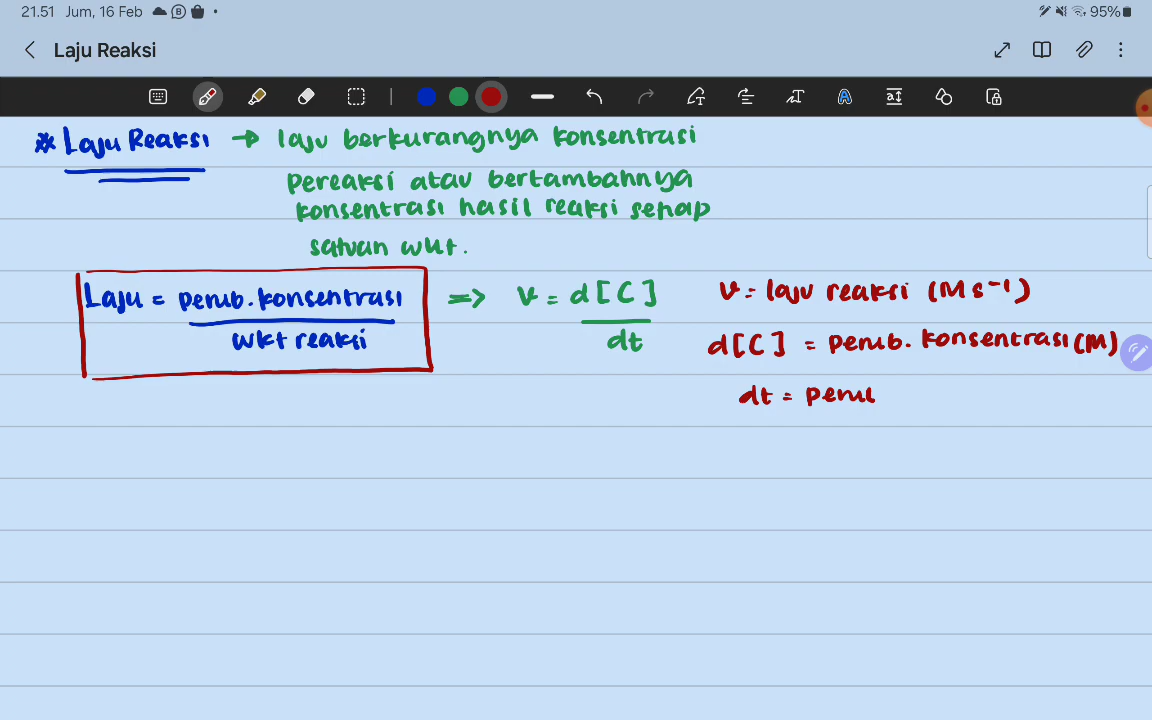 21.51 Jum, 16 Feb
95%
Laju Reaksi
* Laju Reaksi → laju berkurangnya konsentrasi
Pereaksi atau bertambahnya
konsentrasi hasil reaksi setiap
satuan wkt.
Laju = perub. konsentrasi
wkt reaksi
=> v = d[C]
dt
v = laju reaksi (M s⁻¹)
d[C] = perub. konsentrasi (M)
dt = peru